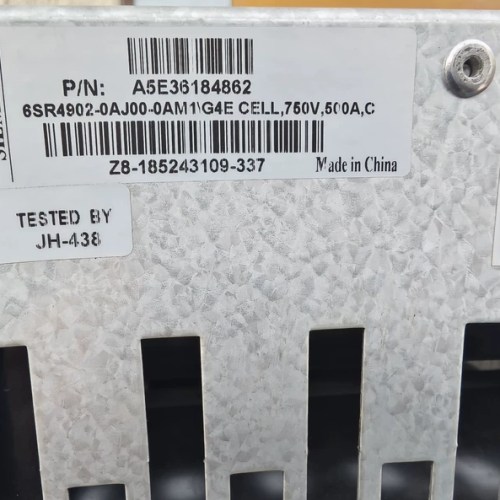 P/N: A5E36184862
6SR4902-0AJ00-0AM1\G4E CELL,750V,500A,C
Z8-185243109-337 Made in China
TESTED BY
JH-438